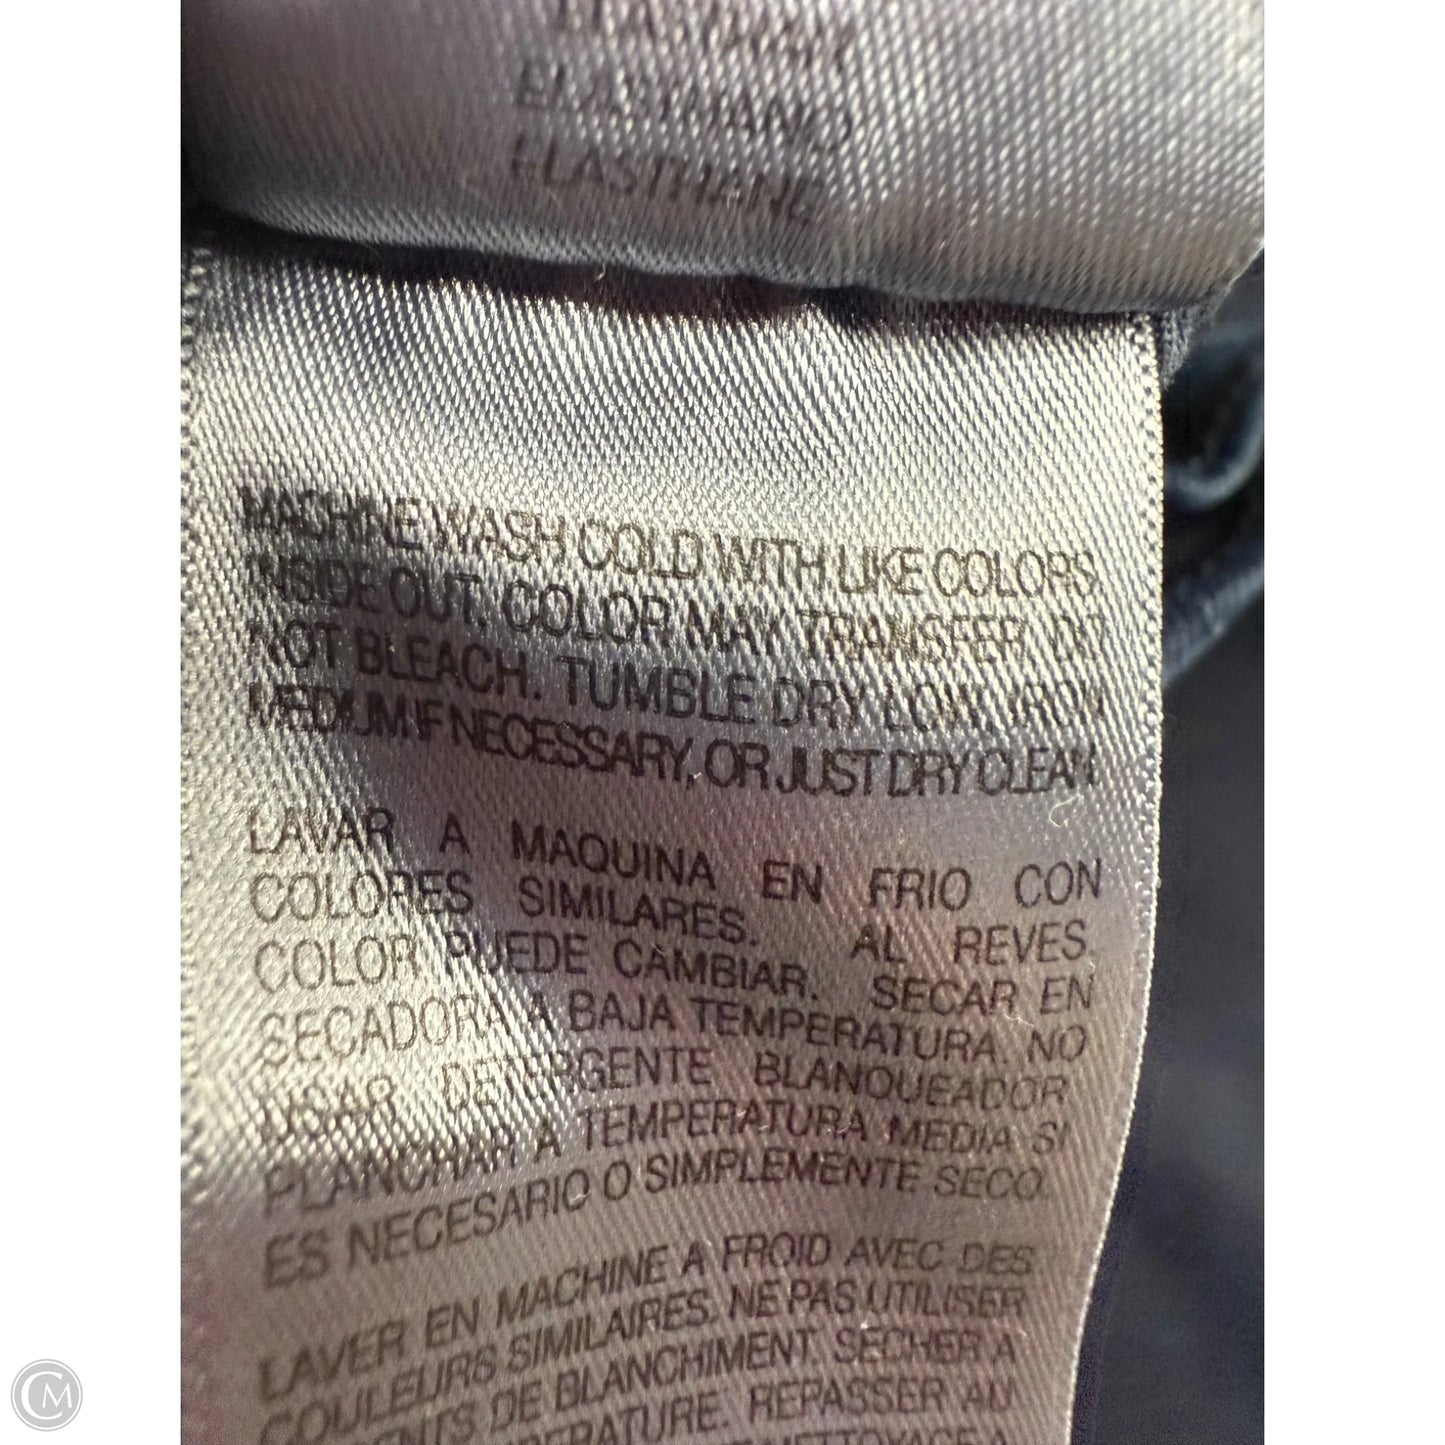 ELASTHANO
ELASTHANE
MACHINE WASH COLD WITH LIKE COLORS
INSIDE OUT. COLOR MAY TRANSFER. DO
NOT BLEACH. TUMBLE DRY LOW. IRON
MEDIUM IF NECESSARY, OR JUST DRY CLEAN
LAVAR A MAQUINA EN FRIO CON
COLORES SIMILARES. AL REVES.
COLOR PUEDE CAMBIAR. SECAR EN
SECADORA A BAJA TEMPERATURA. NO
USAR DETERGENTE BLANQUEADOR
PLANCHAR A TEMPERATURA MEDIA SI
ES NECESARIO O SIMPLEMENTE SECO.
LAVER EN MACHINE A FROID AVEC DES
COULEURS SIMILAIRES. NE PAS UTILISER
DE BLANCHIMENT. SECHER A
REPASSER AU
CM